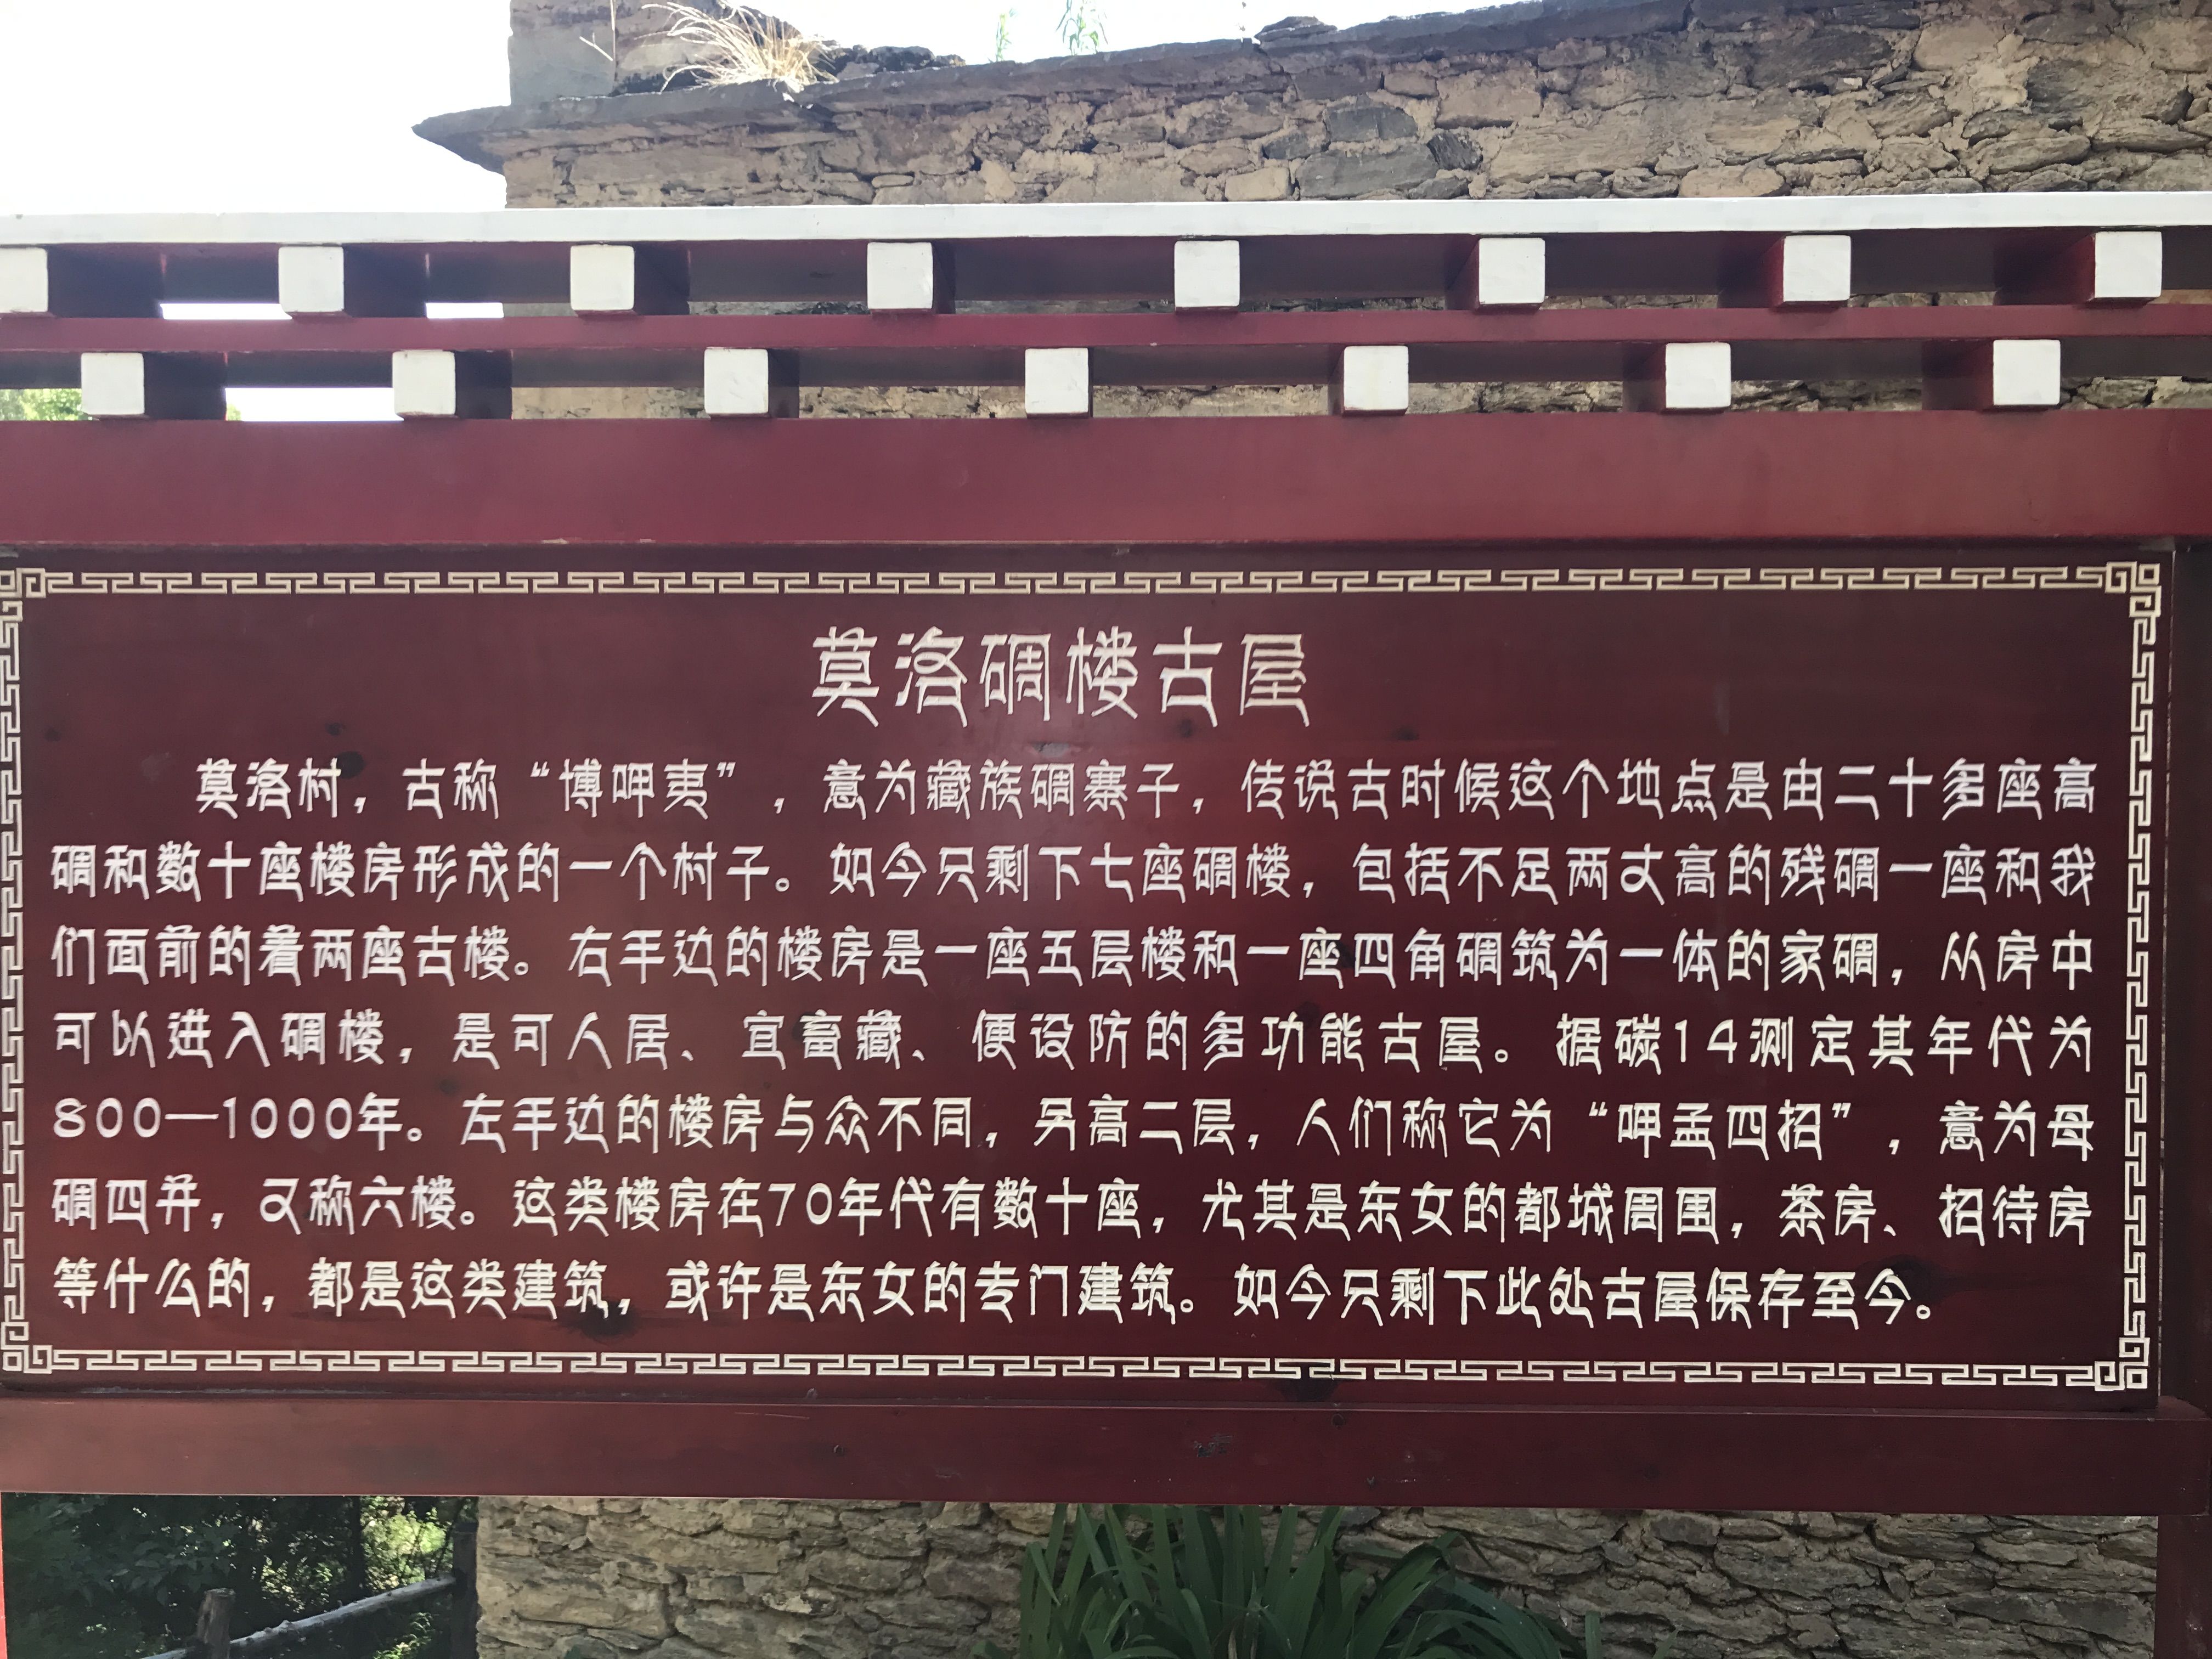 莫洛碉楼古屋
莫洛村，古称“博呷夷”，意为藏族碉寨子，传说古时候这个地点是由二十多座高
碉和数十座楼房形成的一个村子。如今只剩下七座碉楼，包括不足两丈高的残碉一座和我
们面前的着两座古楼。右手边的楼房是一座五层楼和一座四角碉筑为一体的家碉，从房中
可以进入碉楼，是可人居、宜畜藏、便设防的多功能古屋。据碳14测定其年代为
800—1000年。左手边的楼房与众不同，另高二层，人们称它为“呷孟四招”，意为母
碉四并，又称六楼。这类楼房在70年代有数十座，尤其是东女的都城周围，茶房、招待房
等什么的，都是这类建筑，或许是东女的专门建筑。如今只剩下此处古屋保存至今。